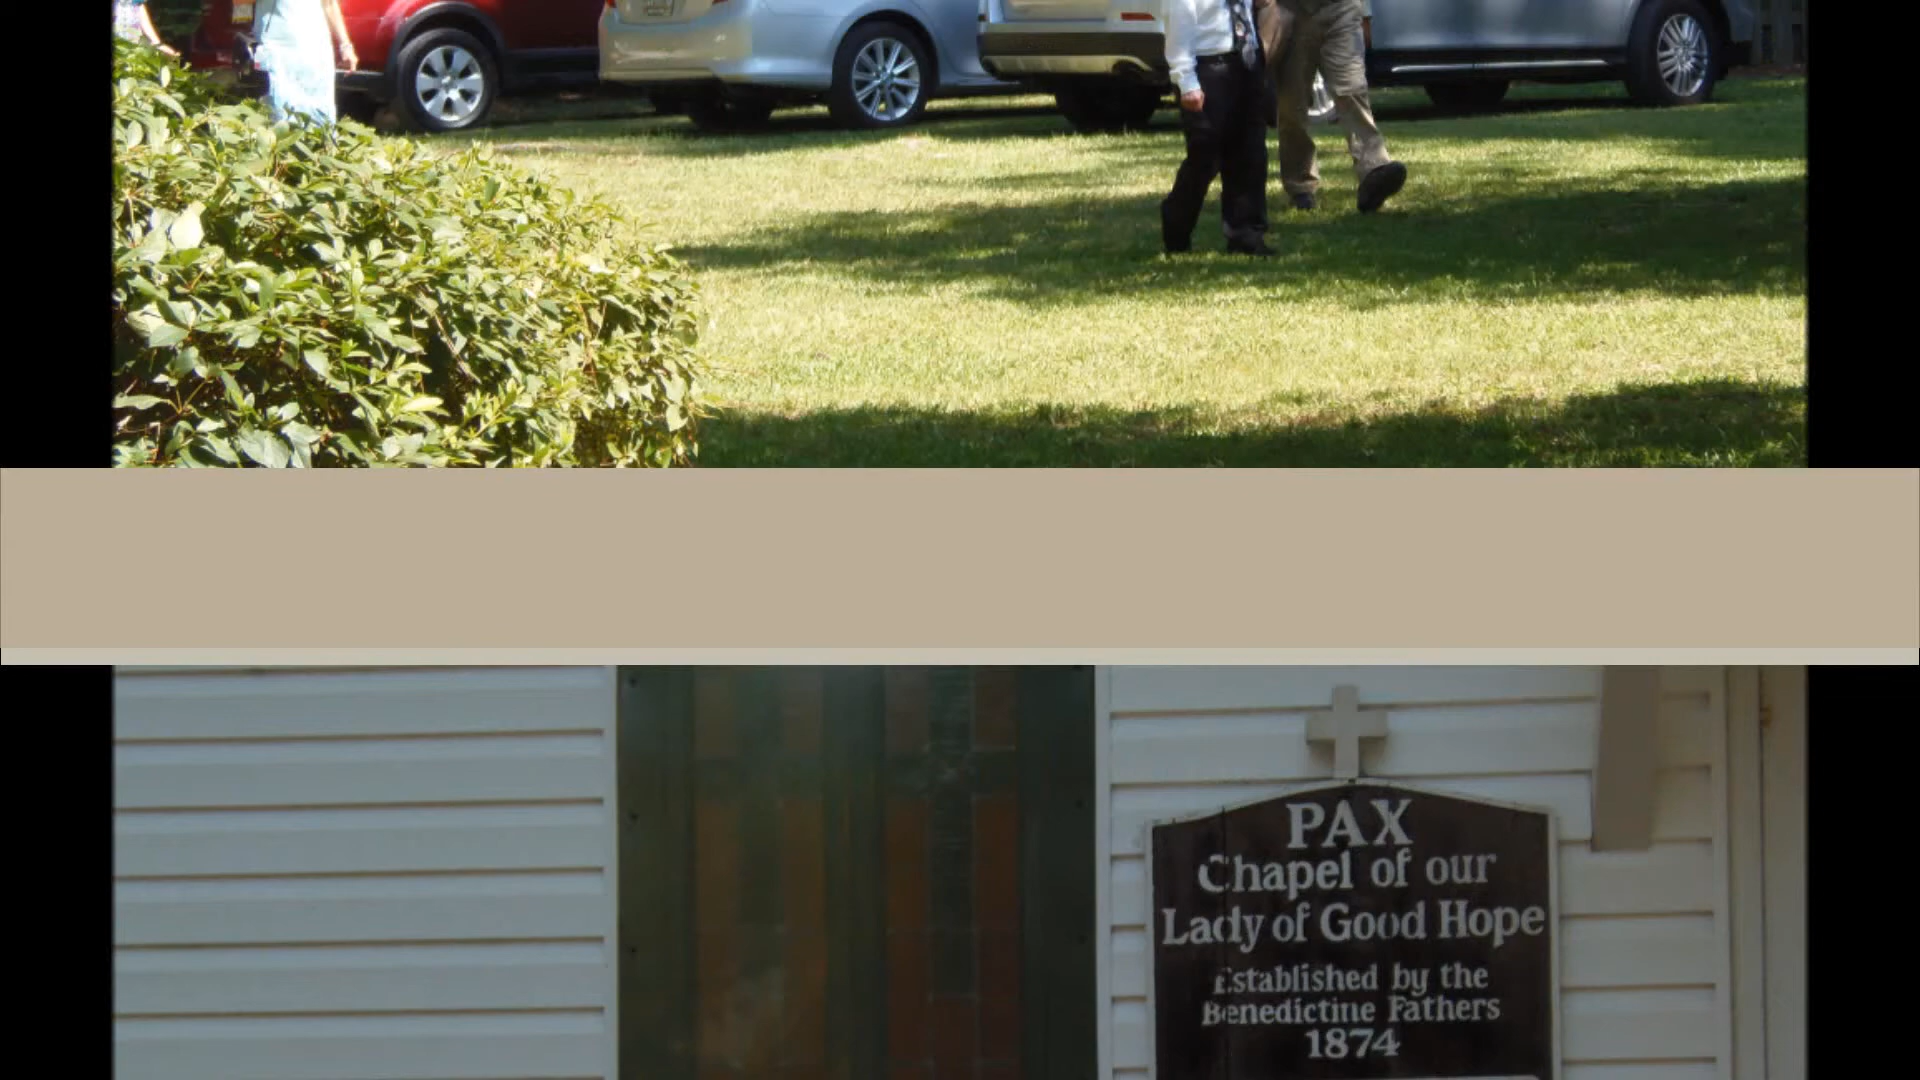 PAX
Chapel of our
Lady of Good Hope
Established by the
Benedictine Fathers
1874